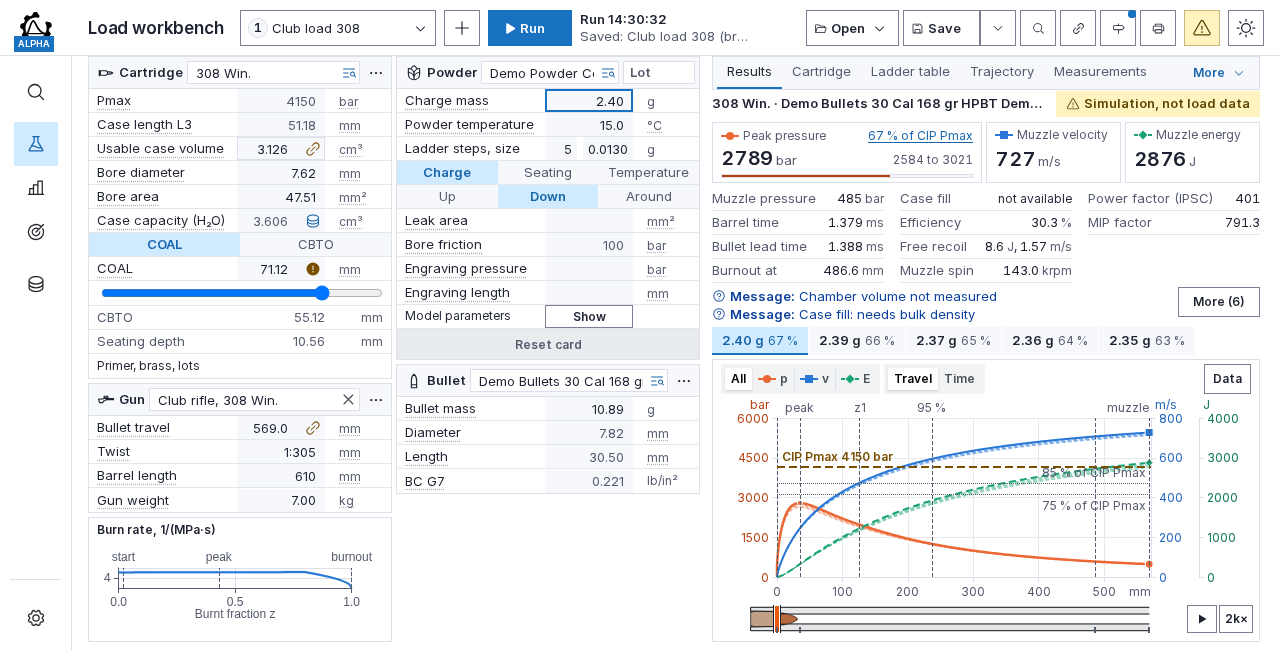 ALPHA
Load workbench
1 Club load 308
Run
Run 14:30:32
Saved: Club load 308 (br…
Open
Save
Cartridge
308 Win.
Pmax 4150 bar
Case length L3 51.18 mm
Usable case volume 3.126 cm³
Bore diameter 7.62 mm
Bore area 47.51 mm²
Case capacity (H₂O) 3.606 cm³
COAL CBTO
COAL 71.12 mm
CBTO 55.12 mm
Seating depth 10.56 mm
Primer, brass, lots
Gun
Club rifle, 308 Win.
Bullet travel 569.0 mm
Twist 1:305 mm
Barrel length 610 mm
Gun weight 7.00 kg
Burn rate, 1/(MPa·s)
start peak burnout
4
0.0 0.5 1.0
Burnt fraction z
Powder
Demo Powder Co
Lot
Charge mass 2.40 g
Powder temperature 15.0 °C
Ladder steps, size 5 0.0130 g
Charge Seating Temperature
Up Down Around
Leak area mm²
Bore friction 100 bar
Engraving pressure bar
Engraving length mm
Model parameters Show
Reset card
Bullet
Demo Bullets 30 Cal 168 g
Bullet mass 10.89 g
Diameter 7.82 mm
Length 30.50 mm
BC G7 0.221 lb/in²
Results Cartridge Ladder table Trajectory Measurements More
308 Win. · Demo Bullets 30 Cal 168 gr HPBT Dem…
Simulation, not load data
Peak pressure 67 % of CIP Pmax
2789 bar 2584 to 3021
Muzzle velocity
727 m/s
Muzzle energy
2876 J
Muzzle pressure 485 bar
Case fill not available
Power factor (IPSC) 401
Barrel time 1.379 ms
Efficiency 30.3 %
MIP factor 791.3
Bullet lead time 1.388 ms
Free recoil 8.6 J, 1.57 m/s
Burnout at 486.6 mm
Muzzle spin 143.0 krpm
Message: Chamber volume not measured
Message: Case fill: needs bulk density
More (6)
2.40 g 67 % 2.39 g 66 % 2.37 g 65 % 2.36 g 64 % 2.35 g 63 %
All p v E Travel Time
Data
bar peak z1 95 % muzzle m/s J
6000 800 4000
CIP Pmax 4150 bar
4500 600 3000
85 % of CIP Pmax
3000 400 2000
75 % of CIP Pmax
1500 200 1000
0 0 0
0 100 200 300 400 500 mm
2k×